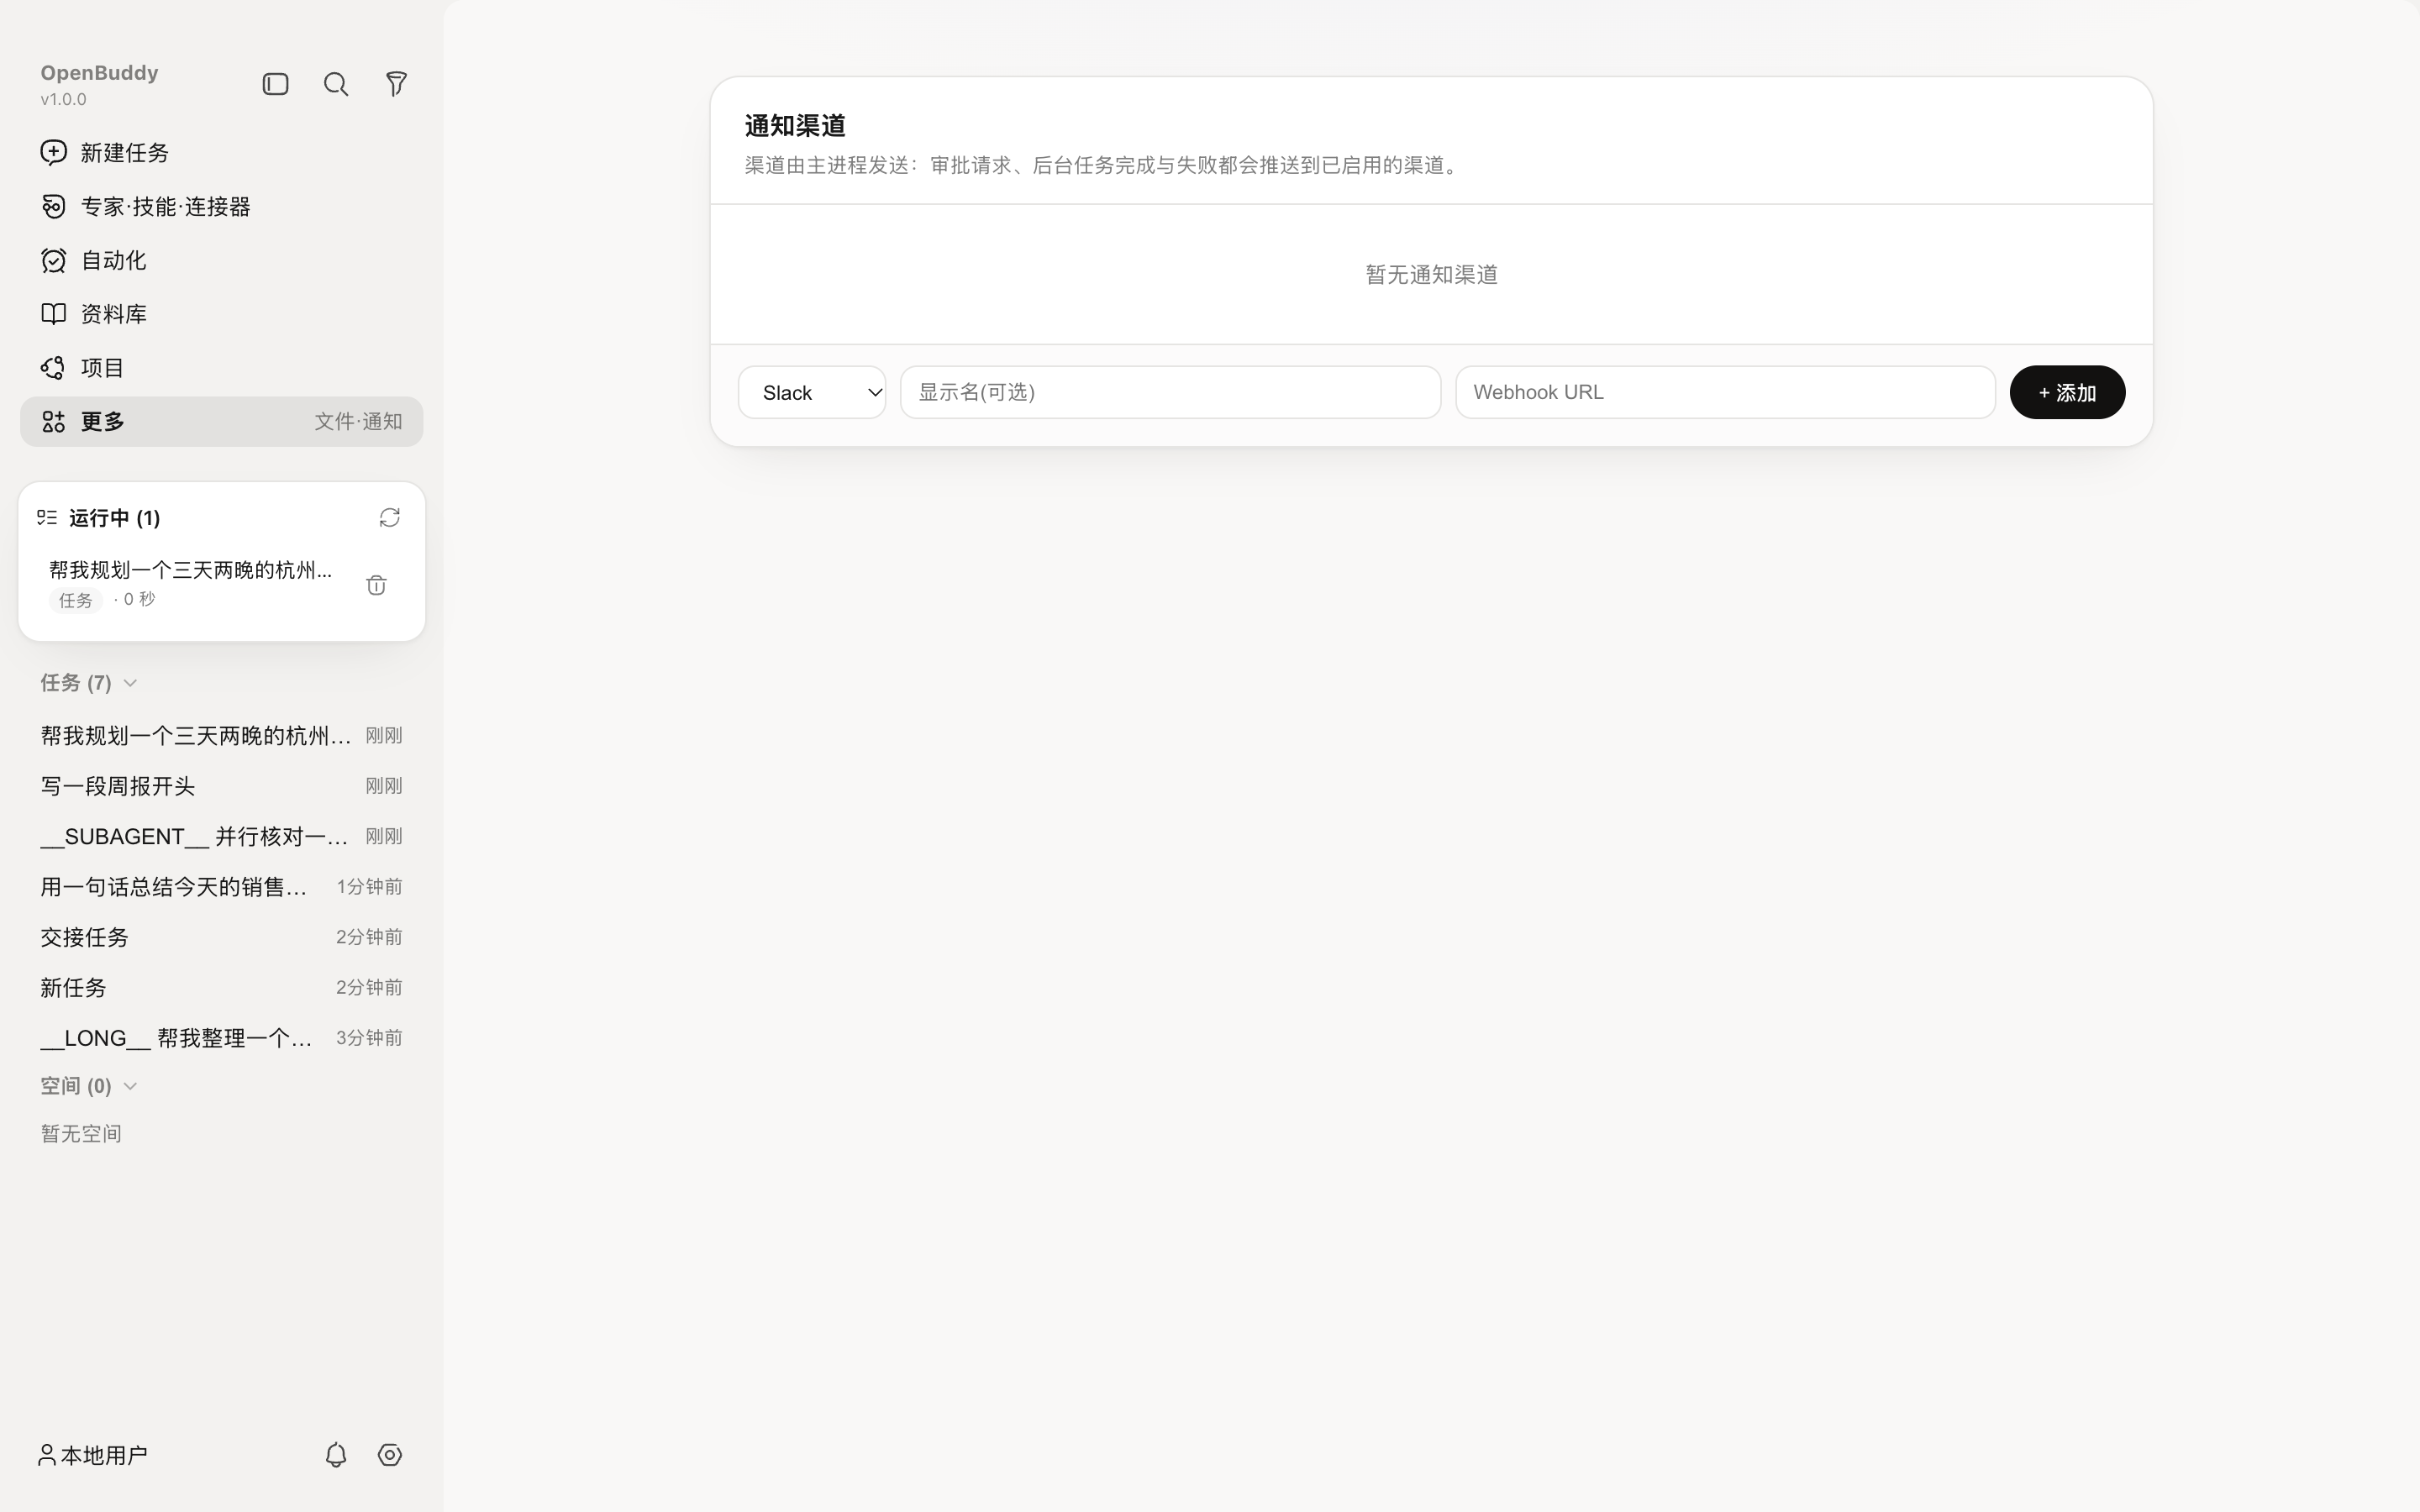 OpenBuddy
v1.0.0
新建任务
专家·技能·连接器
自动化
资料库
项目
更多 文件·通知
运行中 (1)
帮我规划一个三天两晚的杭州...
任务 · 0 秒
任务 (7)
帮我规划一个三天两晚的杭州... 刚刚
写一段周报开头 刚刚
__SUBAGENT__ 并行核对一... 刚刚
用一句话总结今天的销售... 1分钟前
交接任务 2分钟前
新任务 2分钟前
__LONG__ 帮我整理一个... 3分钟前
空间 (0)
暂无空间
本地用户
通知渠道
渠道由主进程发送：审批请求、后台任务完成与失败都会推送到已启用的渠道。
暂无通知渠道
Slack 显示名(可选) Webhook URL + 添加